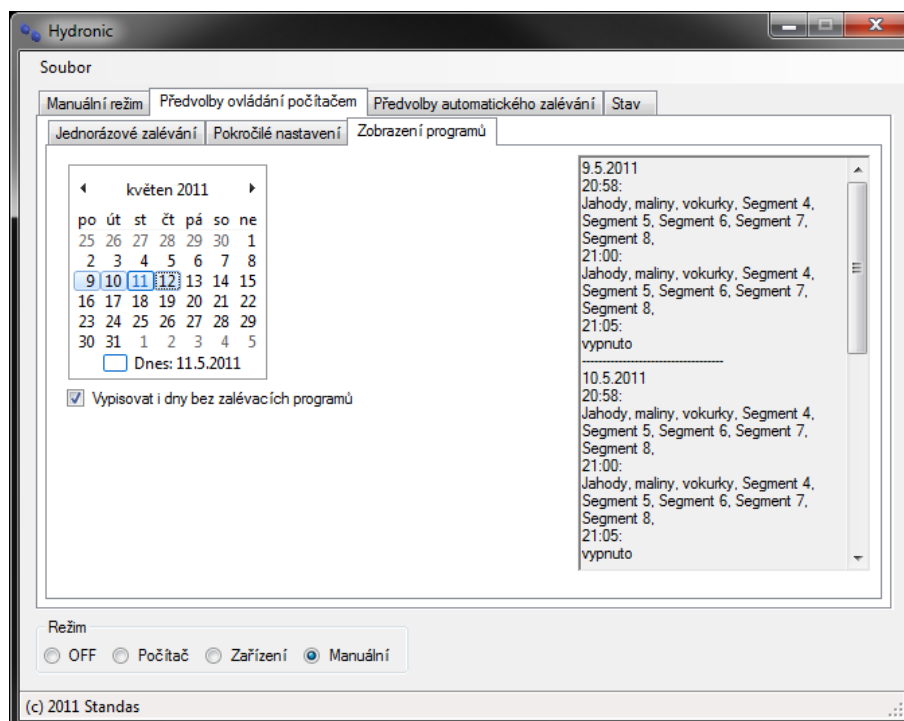 Hydronic
Soubor
Manuální režim Předvolby ovládání počítačem Předvolby automatického zalévání Stav
Jednorázové zalévání Pokročilé nastavení Zobrazení programů
květen 2011
po út st čt pá so ne
25 26 27 28 29 30 1
2 3 4 5 6 7 8
9 10 11 12 13 14 15
16 17 18 19 20 21 22
23 24 25 26 27 28 29
30 31 1 2 3 4 5
Dnes: 11.5.2011
Vypisovat i dny bez zalévacích programů
9.5.2011
20:58:
Jahody, maliny, vokurky, Segment 4,
Segment 5, Segment 6, Segment 7,
Segment 8,
21:00:
Jahody, maliny, vokurky, Segment 4,
Segment 5, Segment 6, Segment 7,
Segment 8,
21:05:
vypnuto
-----------------------------------
10.5.2011
20:58:
Jahody, maliny, vokurky, Segment 4,
Segment 5, Segment 6, Segment 7,
Segment 8,
21:00:
Jahody, maliny, vokurky, Segment 4,
Segment 5, Segment 6, Segment 7,
Segment 8,
21:05:
vypnuto
Režim
OFF Počítač Zařízení Manuální
(c) 2011 Standas